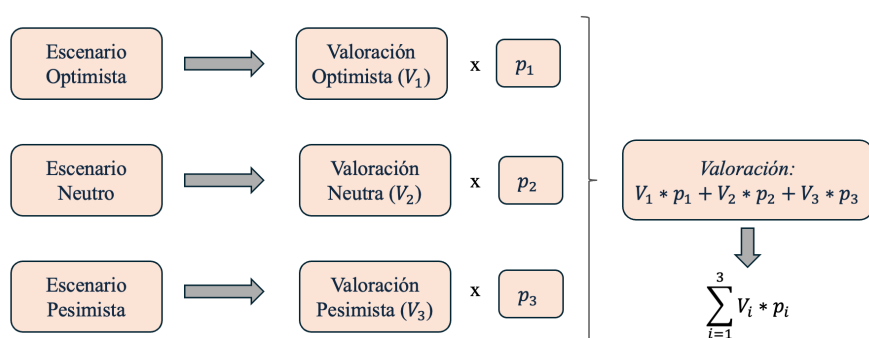 Escenario
Optimista
Valoración
Optimista (V₁)
x
p₁
Escenario
Neutro
Valoración
Neutra (V₂)
x
p₂
Escenario
Pesimista
Valoración
Pesimista (V₃)
x
p₃
Valoración:
V₁ * p₁ + V₂ * p₂ + V₃ * p₃
3
∑ Vᵢ * pᵢ
i=1